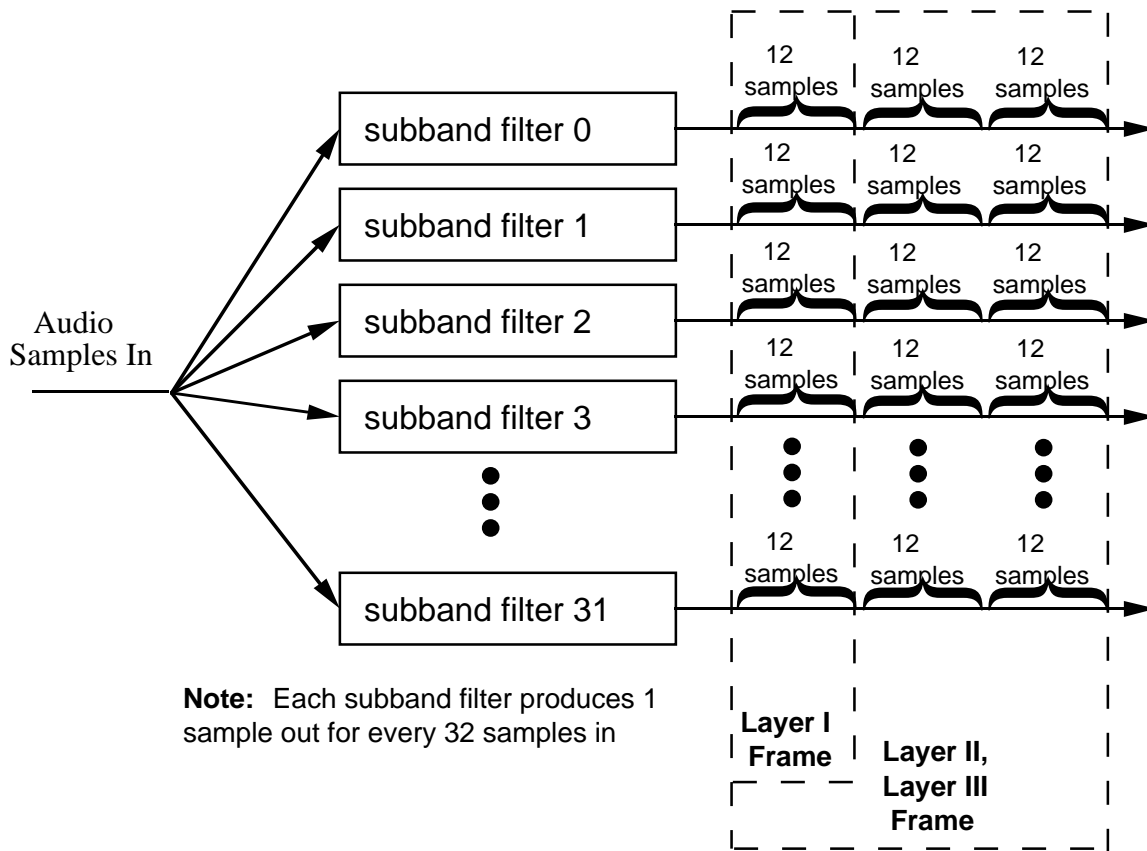 12 12 12
samples samples samples
subband filter 0
12 12 12
samples samples samples
subband filter 1
12 12 12
samples samples samples
subband filter 2
Audio
Samples In
12 12 12
samples samples samples
subband filter 3
12 12 12
samples samples samples
subband filter 31
Note: Each subband filter produces 1
sample out for every 32 samples in
Layer I
Frame
Layer II,
Layer III
Frame